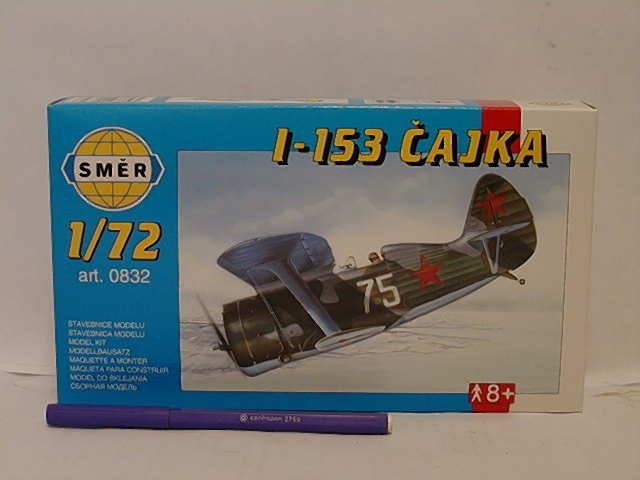 I-153 ČAJKA
SMĚR
1/72
art. 0832
STAVEBNICE MODELU
STAVEBNICA MODELU
MODEL KIT
MODELLBAUSATZ
MAQUETTE A MONTER
MAQUETA PARA CONSTRUIR
MODEL DO SKLEJANIA
СБОРНАЯ МОДЕЛЬ
75
8+
centropen